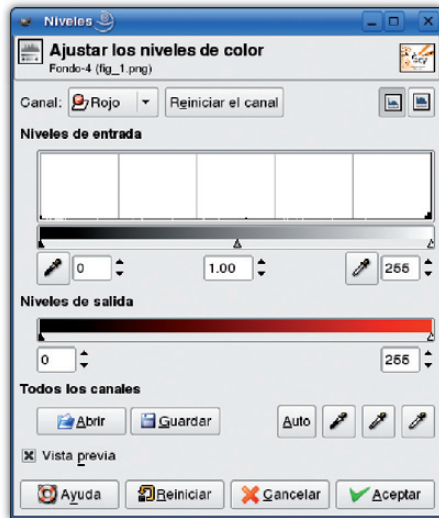 Niveles
Ajustar los niveles de color
Fondo-4 (fig_1.png)
Canal: Rojo Reiniciar el canal
Niveles de entrada
0 1.00 255
Niveles de salida
0 255
Todos los canales
Abrir Guardar Auto
Vista previa
Ayuda Reiniciar Cancelar Aceptar